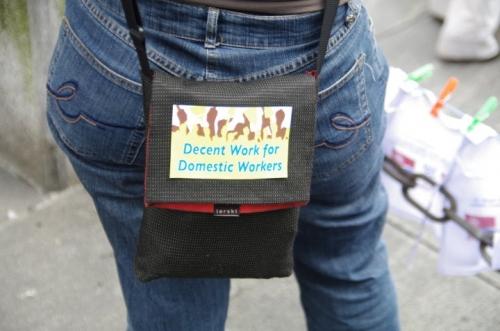 Decent Work for
Domestic Workers